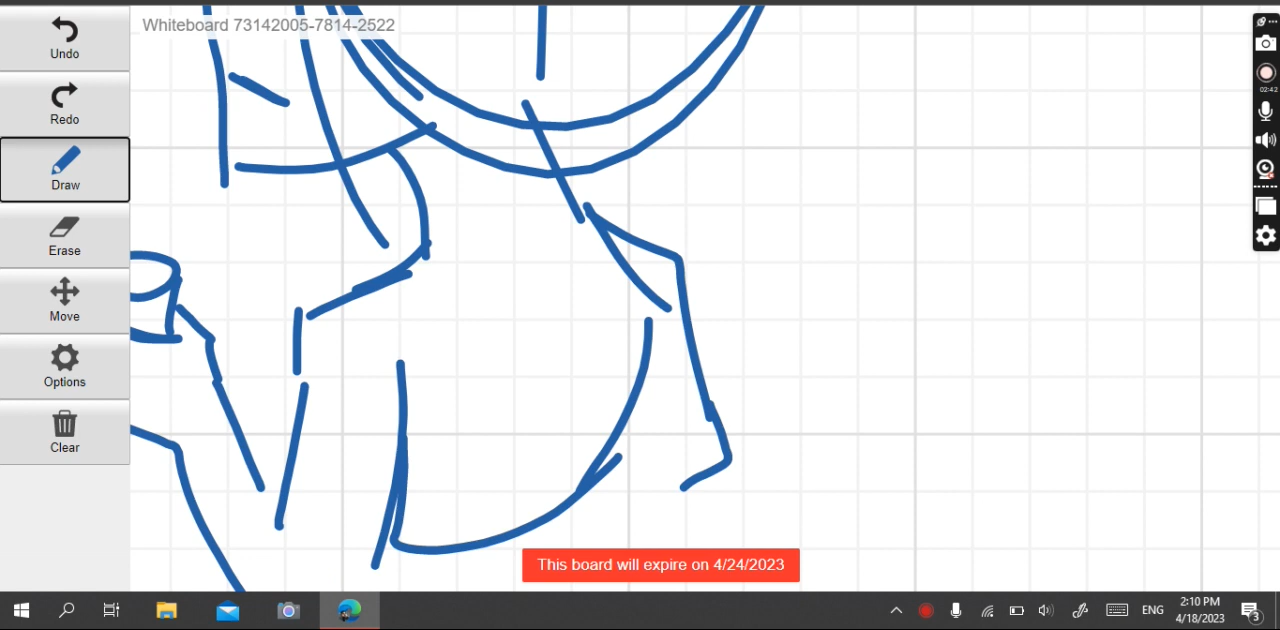 Whiteboard 73142005-7814-2522
Undo
Redo
Draw
Erase
Move
Options
Clear
02:42
This board will expire on 4/24/2023
ENG
2:10 PM
4/18/2023
3